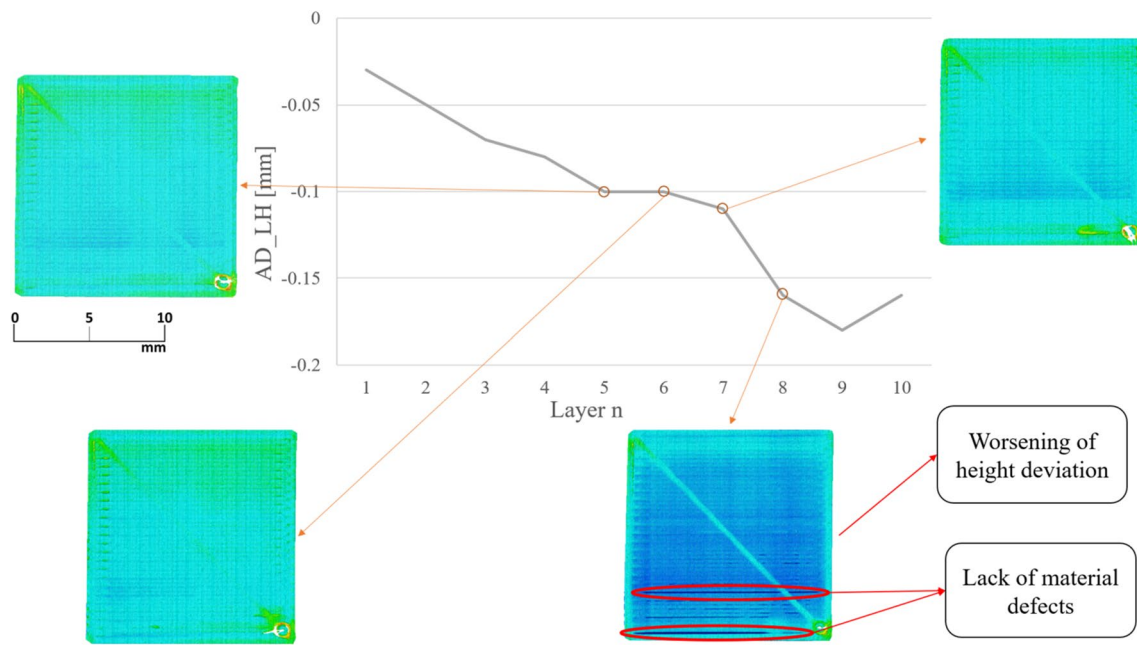 0
-0.05
-0.1
-0.15
-0.2
AD_LH [mm]
1 2 3 4 5 6 7 8 9 10
Layer n
0 5 10
mm
Worsening of
height deviation
Lack of material
defects